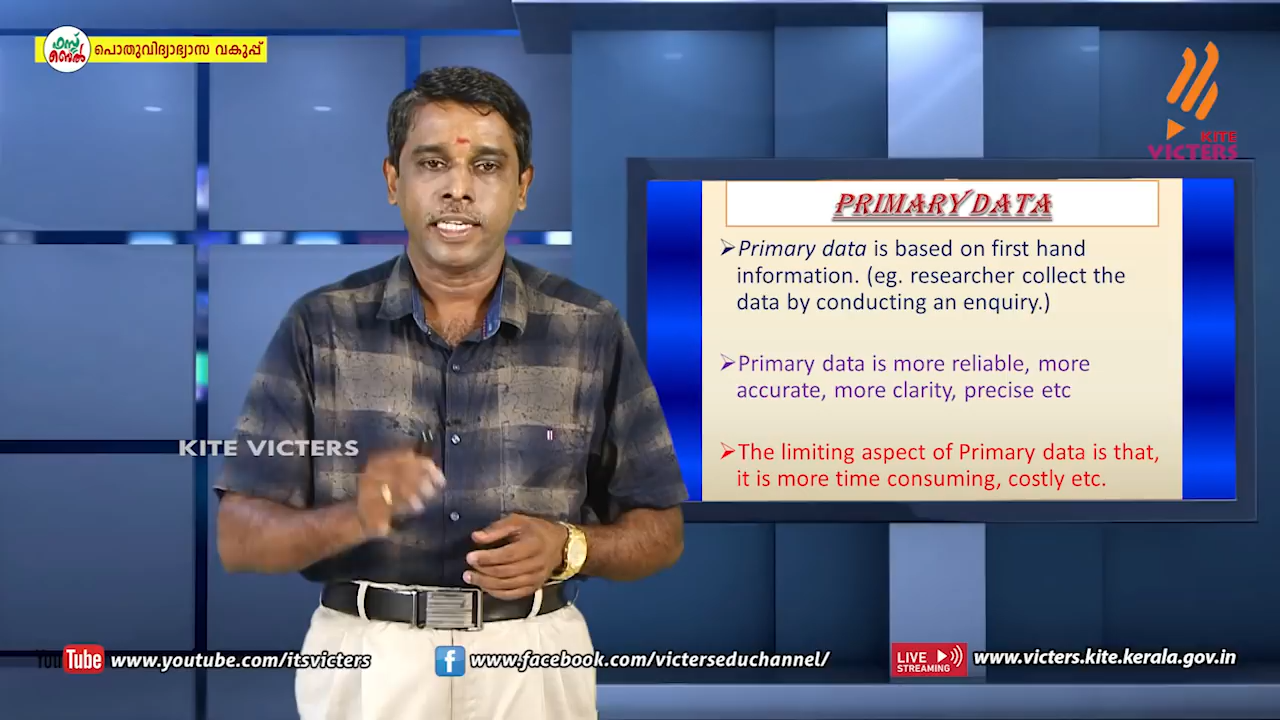 ഫസ്റ്റ്
ബെൽ
പൊതുവിദ്യാഭ്യാസ വകുപ്പ്
KITE
VICTERS
PRIMARY DATA
➢Primary data is based on first hand
information. (eg. researcher collect the
data by conducting an enquiry.)
➢Primary data is more reliable, more
accurate, more clarity, precise etc
➢The limiting aspect of Primary data is that,
it is more time consuming, costly etc.
KITE VICTERS
You Tube www.youtube.com/itsvicters
f www.facebook.com/victerseduchannel/
LIVE
STREAMING
www.victers.kite.kerala.gov.in